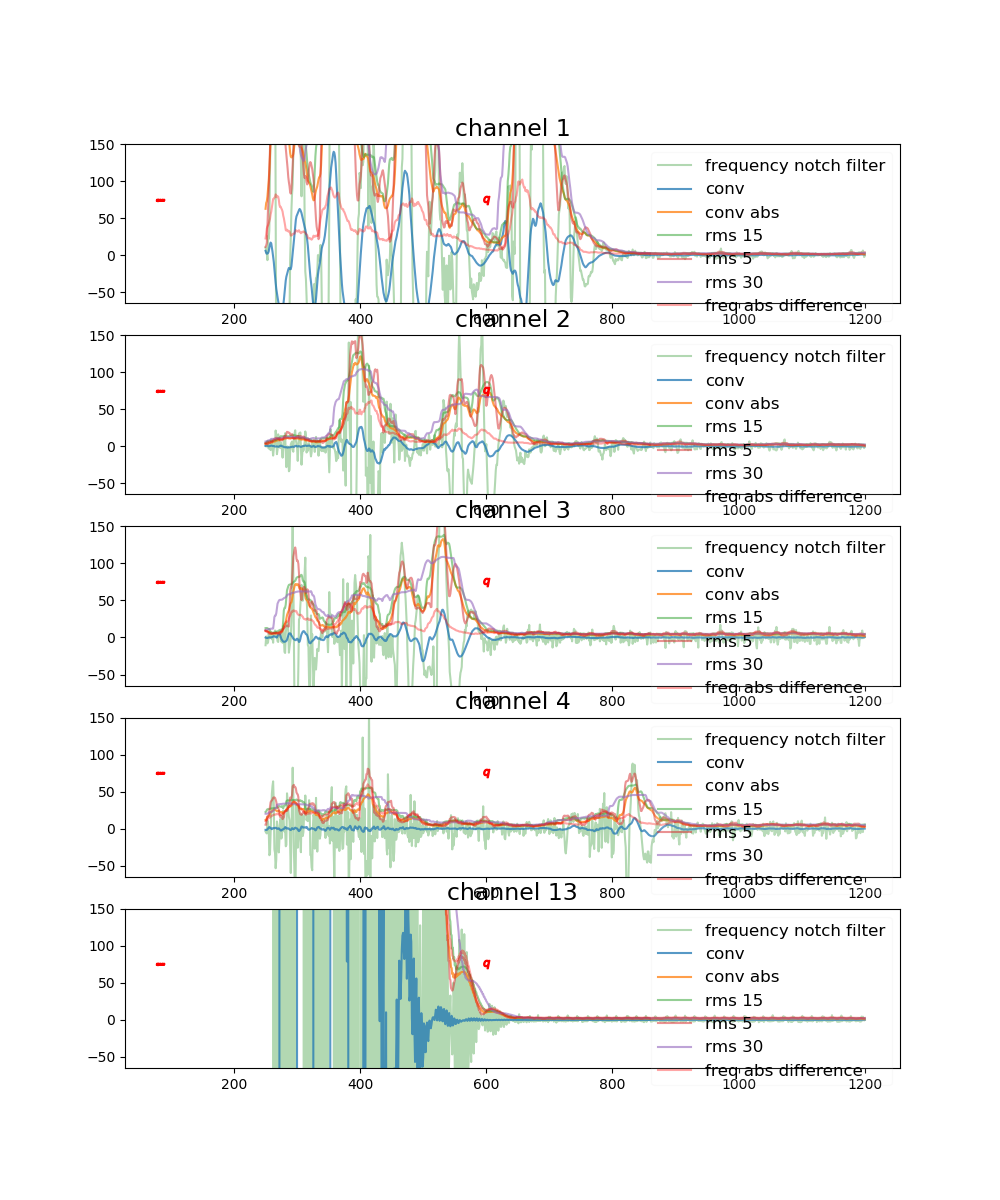 channel 1
150
100
50
0
−50
- q
frequency notch filter
conv
conv abs
rms 15
rms 5
rms 30
freq abs difference
200 400 600 800 1000 1200
channel 2
150
100
50
0
−50
- q
frequency notch filter
conv
conv abs
rms 15
rms 5
rms 30
freq abs difference
200 400 600 800 1000 1200
channel 3
150
100
50
0
−50
- q
frequency notch filter
conv
conv abs
rms 15
rms 5
rms 30
freq abs difference
200 400 600 800 1000 1200
channel 4
150
100
50
0
−50
- q
frequency notch filter
conv
conv abs
rms 15
rms 5
rms 30
freq abs difference
200 400 600 800 1000 1200
channel 13
150
100
50
0
−50
- q
frequency notch filter
conv
conv abs
rms 15
rms 5
rms 30
freq abs difference
200 400 600 800 1000 1200